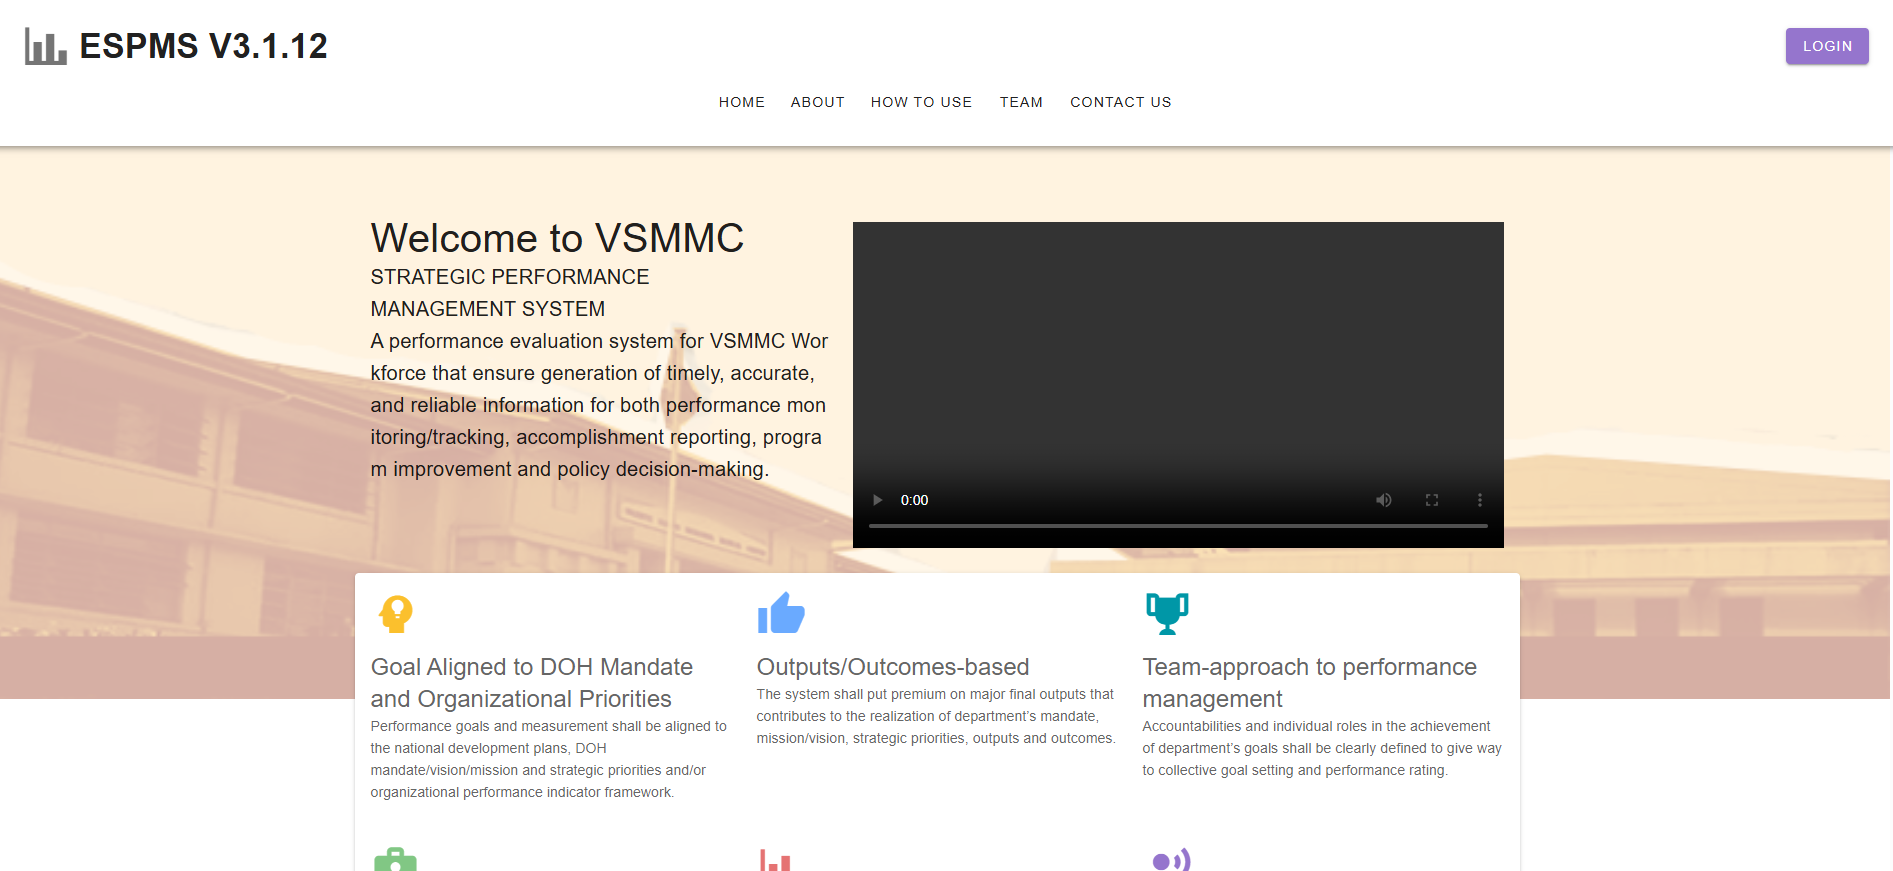 ESPMS V3.1.12
LOGIN
HOME
ABOUT
HOW TO USE
TEAM
CONTACT US
Welcome to VSMMC
STRATEGIC PERFORMANCE
MANAGEMENT SYSTEM
A performance evaluation system for VSMMC Wor
kforce that ensure generation of timely, accurate,
and reliable information for both performance mon
itoring/tracking, accomplishment reporting, progra
m improvement and policy decision-making.
0:00
Goal Aligned to DOH Mandate
and Organizational Priorities
Performance goals and measurement shall be aligned to
the national development plans, DOH
mandate/vision/mission and strategic priorities and/or
organizational performance indicator framework.
Outputs/Outcomes-based
The system shall put premium on major final outputs that
contributes to the realization of department’s mandate,
mission/vision, strategic priorities, outputs and outcomes.
Team-approach to performance
management
Accountabilities and individual roles in the achievement
of department’s goals shall be clearly defined to give way
to collective goal setting and performance rating.